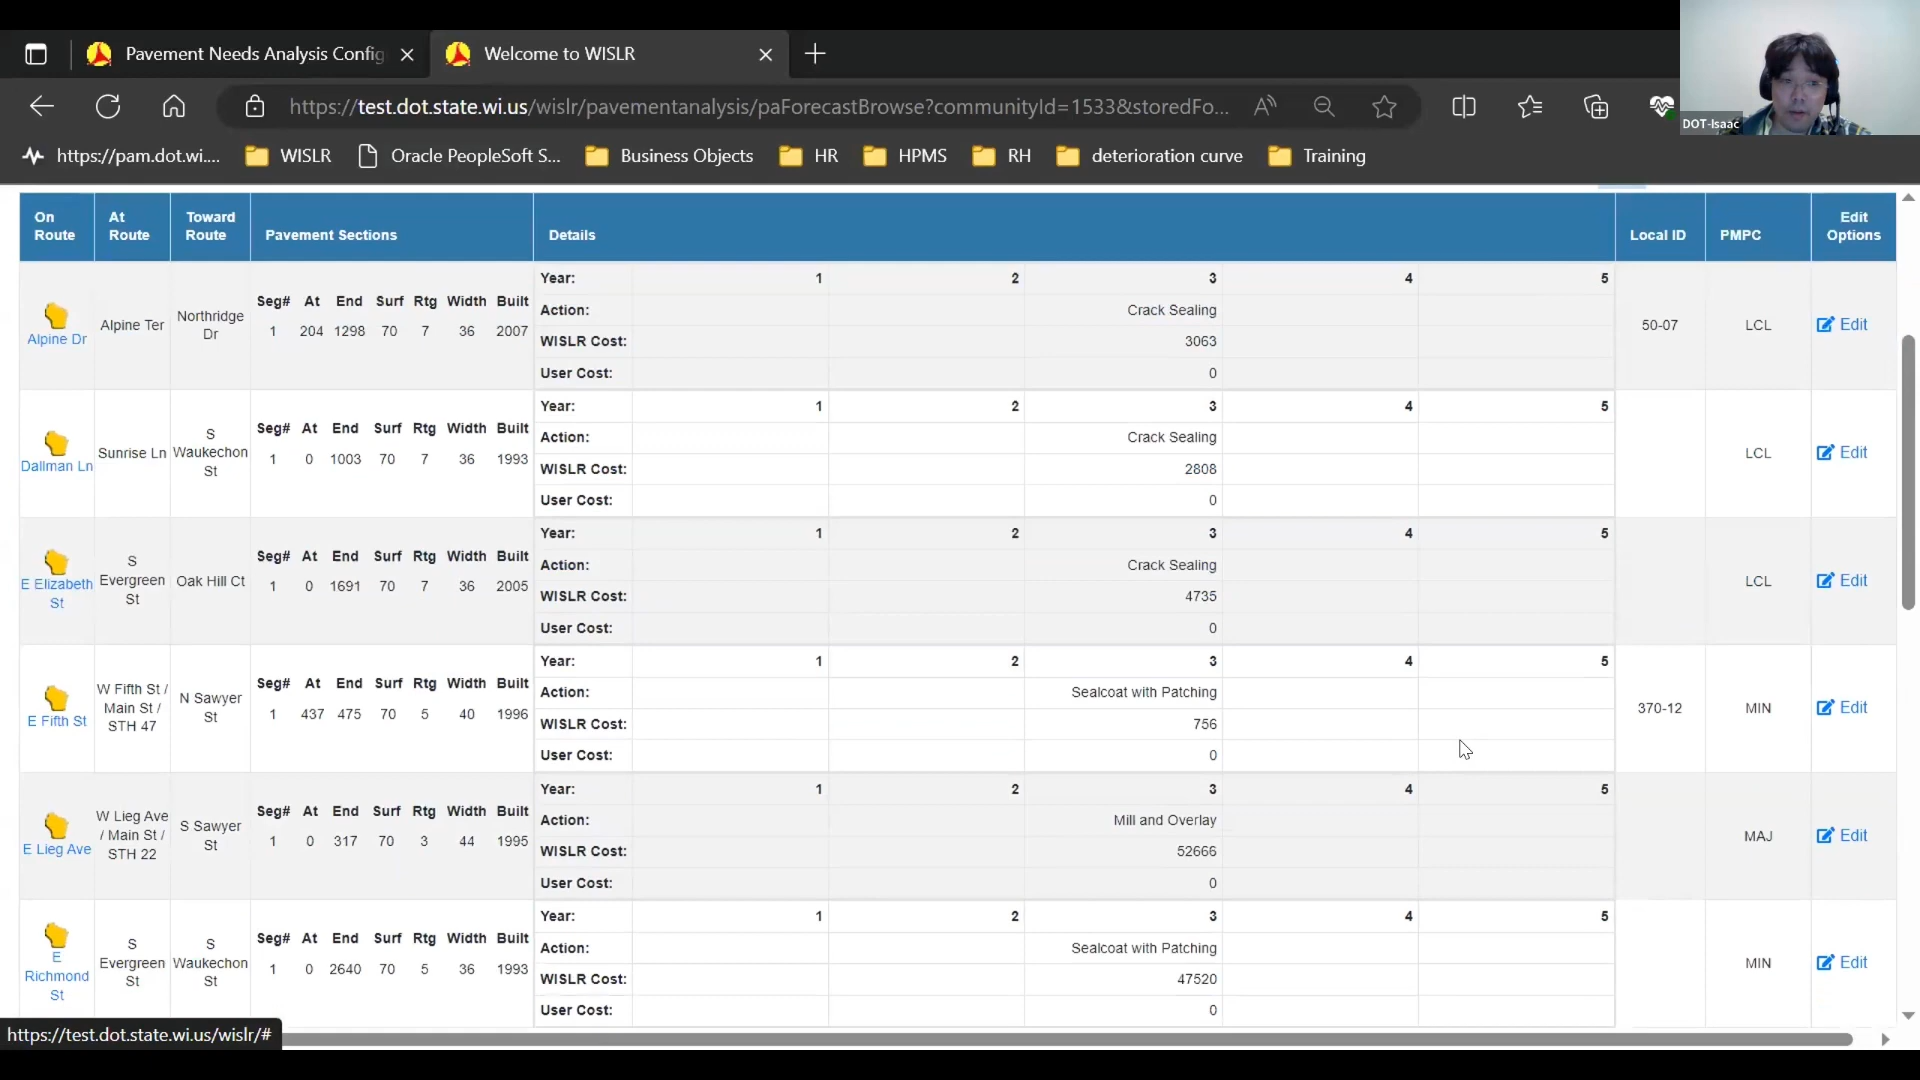 Pavement Needs Analysis Config
Welcome to WISLR
https://test.dot.state.wi.us/wislr/pavementanalysis/paForecastBrowse?communityId=1533&storedFo...
DOT-Isaac
https://pam.dot.wi....
WISLR
Oracle PeopleSoft S...
Business Objects
HR
HPMS
RH
deterioration curve
Training
On Route At Route Toward Route Pavement Sections Details Local ID PMPC Edit Options
Year: 1 2 3 4 5
Alpine Dr Alpine Ter Northridge Dr
Seg# At End Surf Rtg Width Built
1 204 1298 70 7 36 2007
Action: Crack Sealing
WISLR Cost: 3063
User Cost: 0
50-07 LCL Edit
Year: 1 2 3 4 5
Dallman Ln Sunrise Ln S Waukechon St
Seg# At End Surf Rtg Width Built
1 0 1003 70 7 36 1993
Action: Crack Sealing
WISLR Cost: 2808
User Cost: 0
LCL Edit
Year: 1 2 3 4 5
E Elizabeth St S Evergreen St Oak Hill Ct
Seg# At End Surf Rtg Width Built
1 0 1691 70 7 36 2005
Action: Crack Sealing
WISLR Cost: 4735
User Cost: 0
LCL Edit
Year: 1 2 3 4 5
E Fifth St W Fifth St / Main St / STH 47 N Sawyer St
Seg# At End Surf Rtg Width Built
1 437 475 70 5 40 1996
Action: Sealcoat with Patching
WISLR Cost: 756
User Cost: 0
370-12 MIN Edit
Year: 1 2 3 4 5
E Lieg Ave W Lieg Ave / Main St / STH 22 S Sawyer St
Seg# At End Surf Rtg Width Built
1 0 317 70 3 44 1995
Action: Mill and Overlay
WISLR Cost: 52666
User Cost: 0
MAJ Edit
Year: 1 2 3 4 5
E Richmond St S Evergreen St S Waukechon St
Seg# At End Surf Rtg Width Built
1 0 2640 70 5 36 1993
Action: Sealcoat with Patching
WISLR Cost: 47520
User Cost: 0
MIN Edit
https://test.dot.state.wi.us/wislr/#